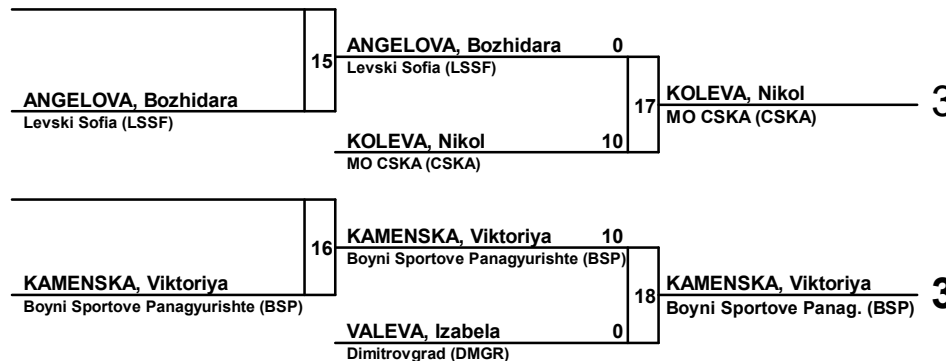 15
ANGELOVA, Bozhidara 0
Levski Sofia (LSSF)
ANGELOVA, Bozhidara
Levski Sofia (LSSF)
17
KOLEVA, Nikol
MO CSKA (CSKA)
3
KOLEVA, Nikol 10
MO CSKA (CSKA)
16
KAMENSKA, Viktoriya 10
Boyni Sportove Panagyurishte (BSP)
KAMENSKA, Viktoriya
Boyni Sportove Panagyurishte (BSP)
18
KAMENSKA, Viktoriya
Boyni Sportove Panag. (BSP)
3
VALEVA, Izabela 0
Dimitrovgrad (DMGR)